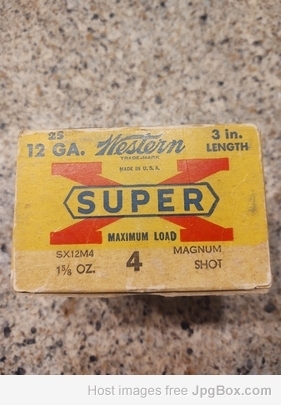 25
12 GA.
Western
TRADEMARK
MADE IN U.S.A.
3 in.
LENGTH
X
SUPER
MAXIMUM LOAD
SX12M4
1⅝ OZ.
4
MAGNUM
SHOT
Host images free JpgBox.com